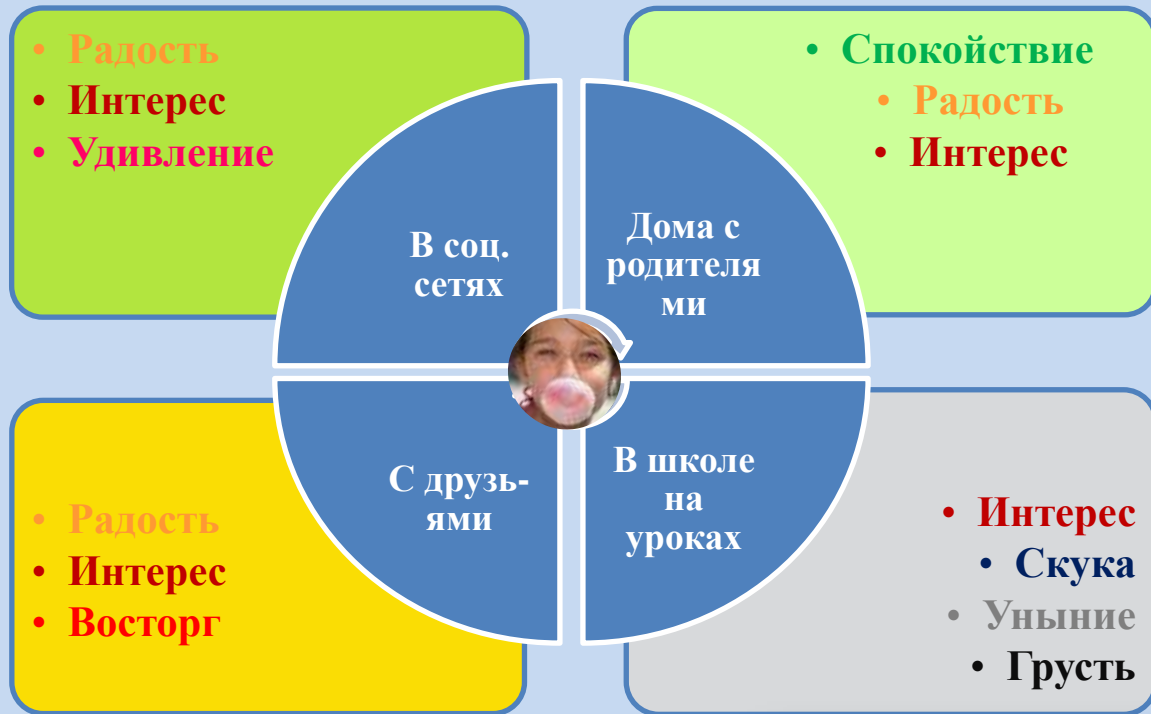 • Радость
• Интерес
• Удивление
• Спокойствие
• Радость
• Интерес
В соц.
сетях
Дома с
родителя
ми
С друзь-
ями
В школе
на
уроках
• Радость
• Интерес
• Восторг
• Интерес
• Скука
• Уныние
• Грусть